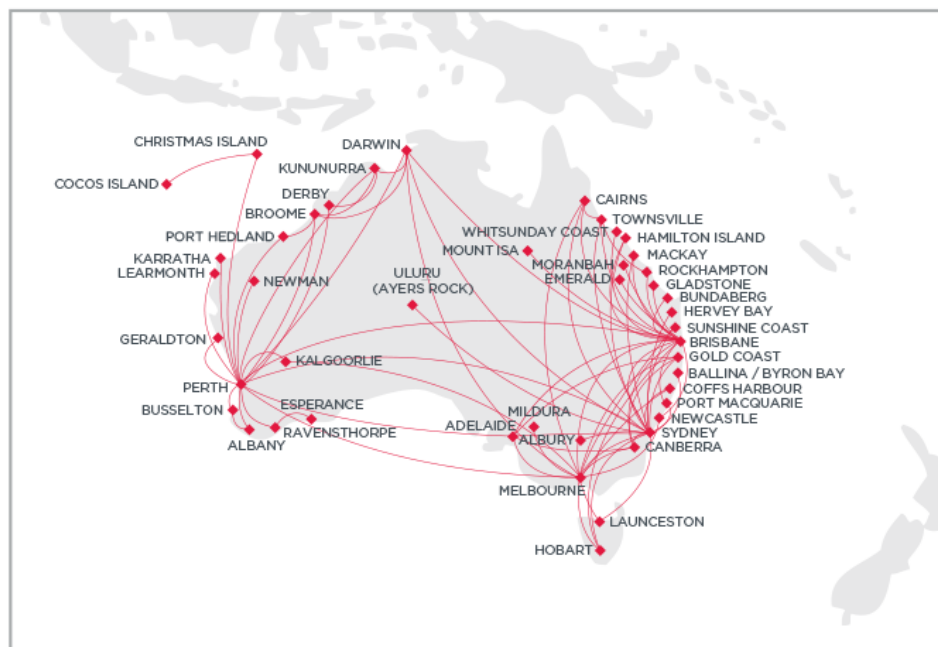 CHRISTMAS ISLAND
DARWIN
KUNUNURRA
COCOS ISLAND
DERBY
BROOME
CAIRNS
TOWNSVILLE
WHITSUNDAY COAST
PORT HEDLAND
HAMILTON ISLAND
MOUNT ISA
MACKAY
KARRATHA
MORANBAH
LEARMONTH
ULURU
(AYERS ROCK)
ROCKHAMPTON
NEWMAN
EMERALD
GLADSTONE
BUNDABERG
HERVEY BAY
SUNSHINE COAST
GERALDTON
BRISBANE
GOLD COAST
KALGOORLIE
BALLINA / BYRON BAY
PERTH
COFFS HARBOUR
PORT MACQUARIE
BUSSELTON
ESPERANCE
MILDURA
NEWCASTLE
ADELAIDE
SYDNEY
RAVENSTHORPE
ALBURY
ALBANY
CANBERRA
MELBOURNE
LAUNCESTON
HOBART